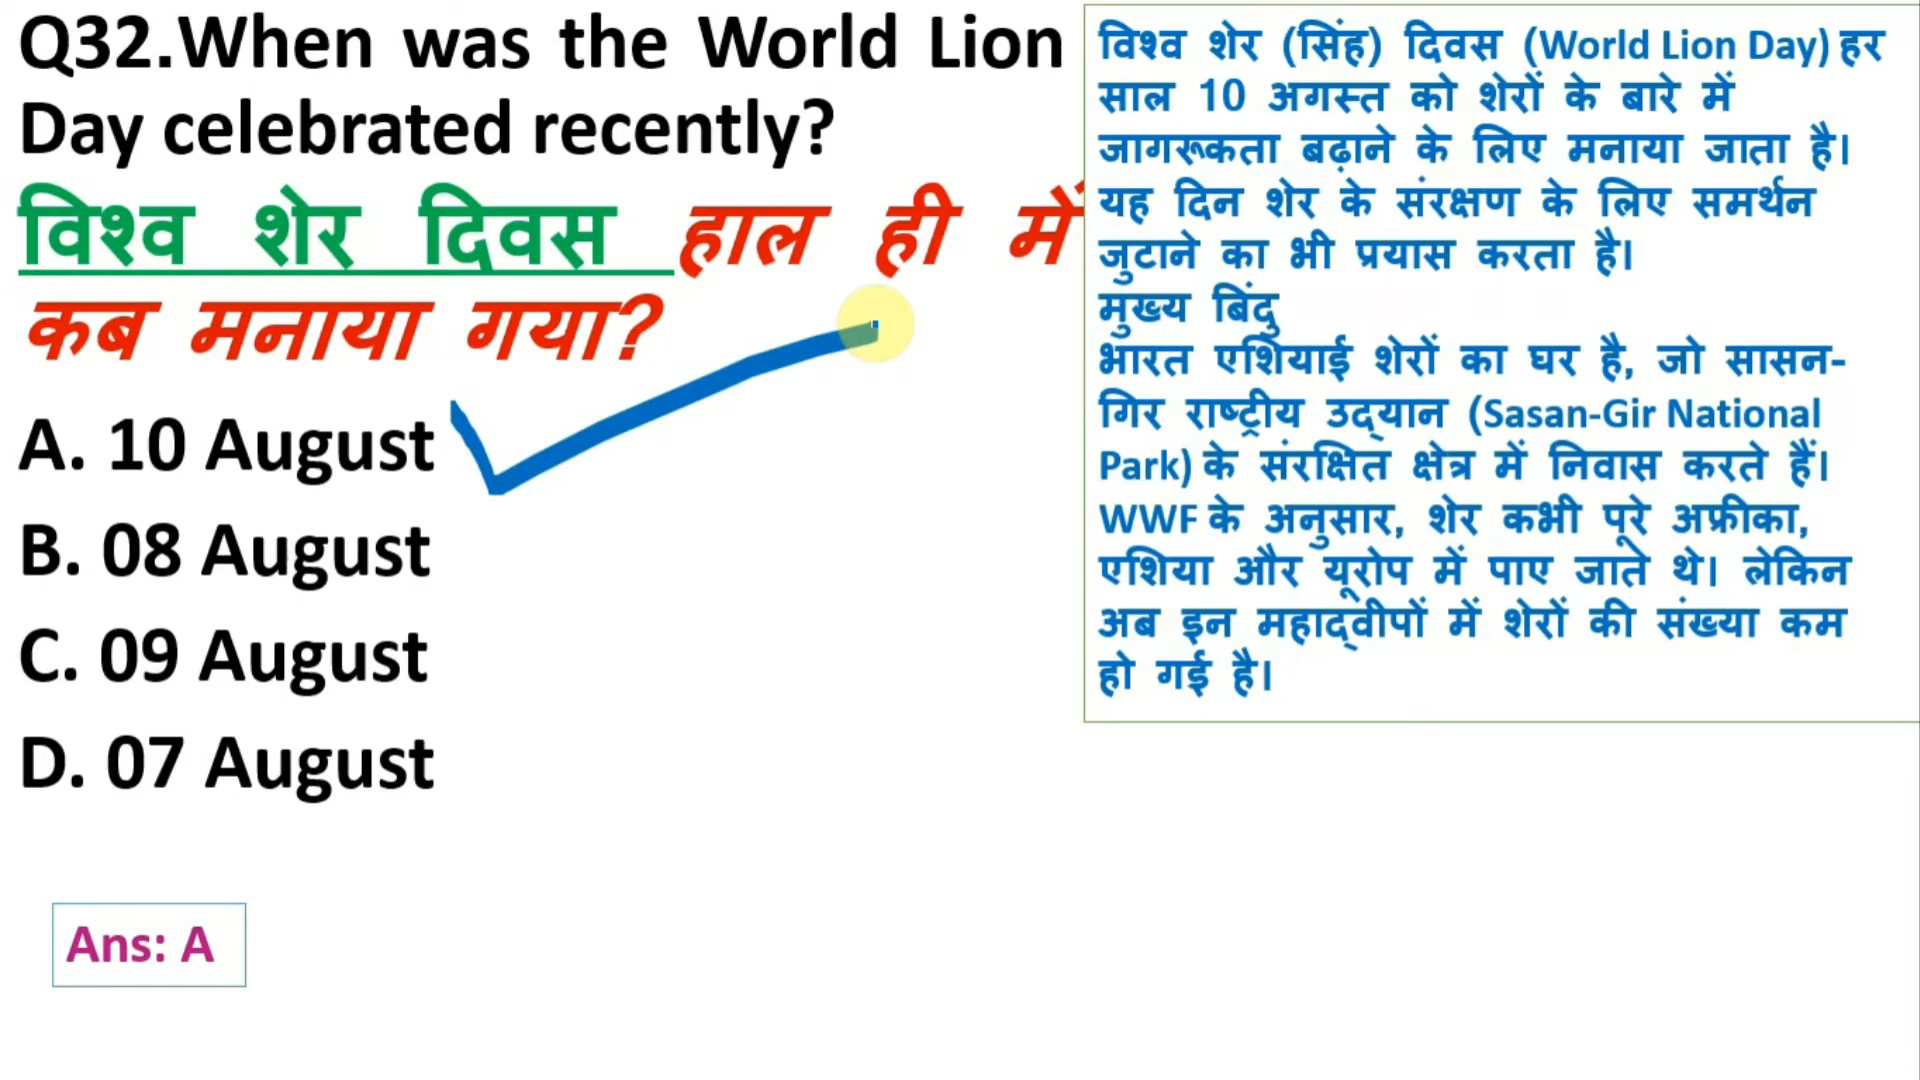 Q32.When was the World Lion
Day celebrated recently?
विश्व शेर दिवस हाल ही में
कब मनाया गया?
A. 10 August
B. 08 August
C. 09 August
D. 07 August
Ans: A
विश्व शेर (सिंह) दिवस (World Lion Day) हर
साल 10 अगस्त को शेरों के बारे में
जागरूकता बढ़ाने के लिए मनाया जाता है।
यह दिन शेर के संरक्षण के लिए समर्थन
जुटाने का भी प्रयास करता है।
मुख्य बिंदु
भारत एशियाई शेरों का घर है, जो सासन-
गिर राष्ट्रीय उद्यान (Sasan-Gir National
Park) के संरक्षित क्षेत्र में निवास करते हैं।
WWF के अनुसार, शेर कभी पूरे अफ्रीका,
एशिया और यूरोप में पाए जाते थे। लेकिन
अब इन महाद्वीपों में शेरों की संख्या कम
हो गई है।